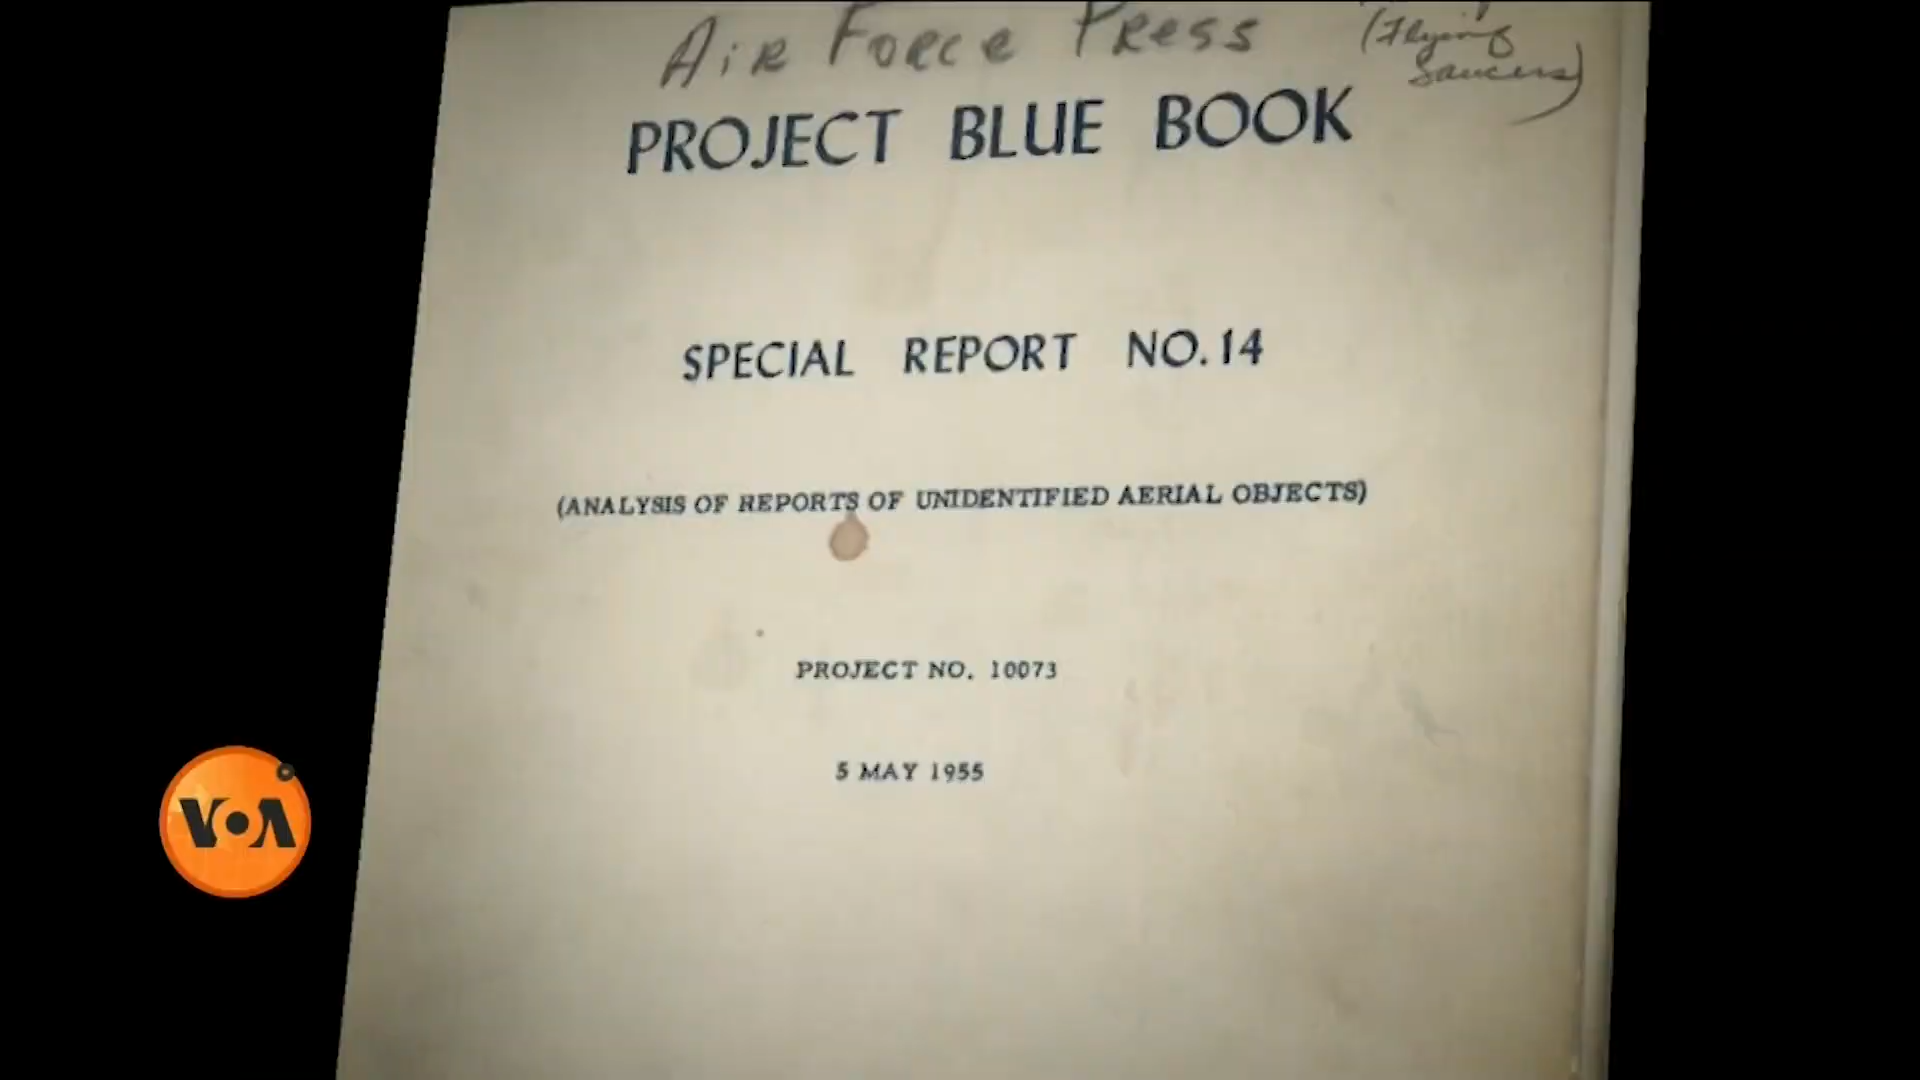 Air Force Press
(Flying
Saucers)
PROJECT BLUE BOOK
SPECIAL REPORT NO. 14
(ANALYSIS OF REPORTS OF UNIDENTIFIED AERIAL OBJECTS)
PROJECT NO. 10073
5 MAY 1955
VOA